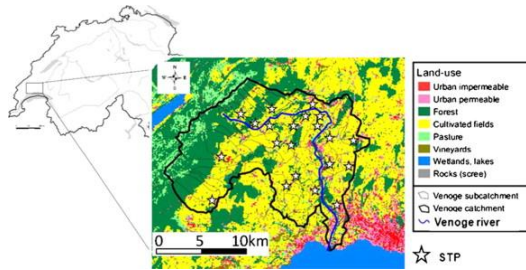 N
W
E
S
0 5 10km
Land-use
Urban impermeable
Urban permeable
Forest
Cultivated fields
Pasture
Vineyards
Wetlands, lakes
Rocks (scree)
Venoge subcatchment
Venoge catchment
Venoge river
STP